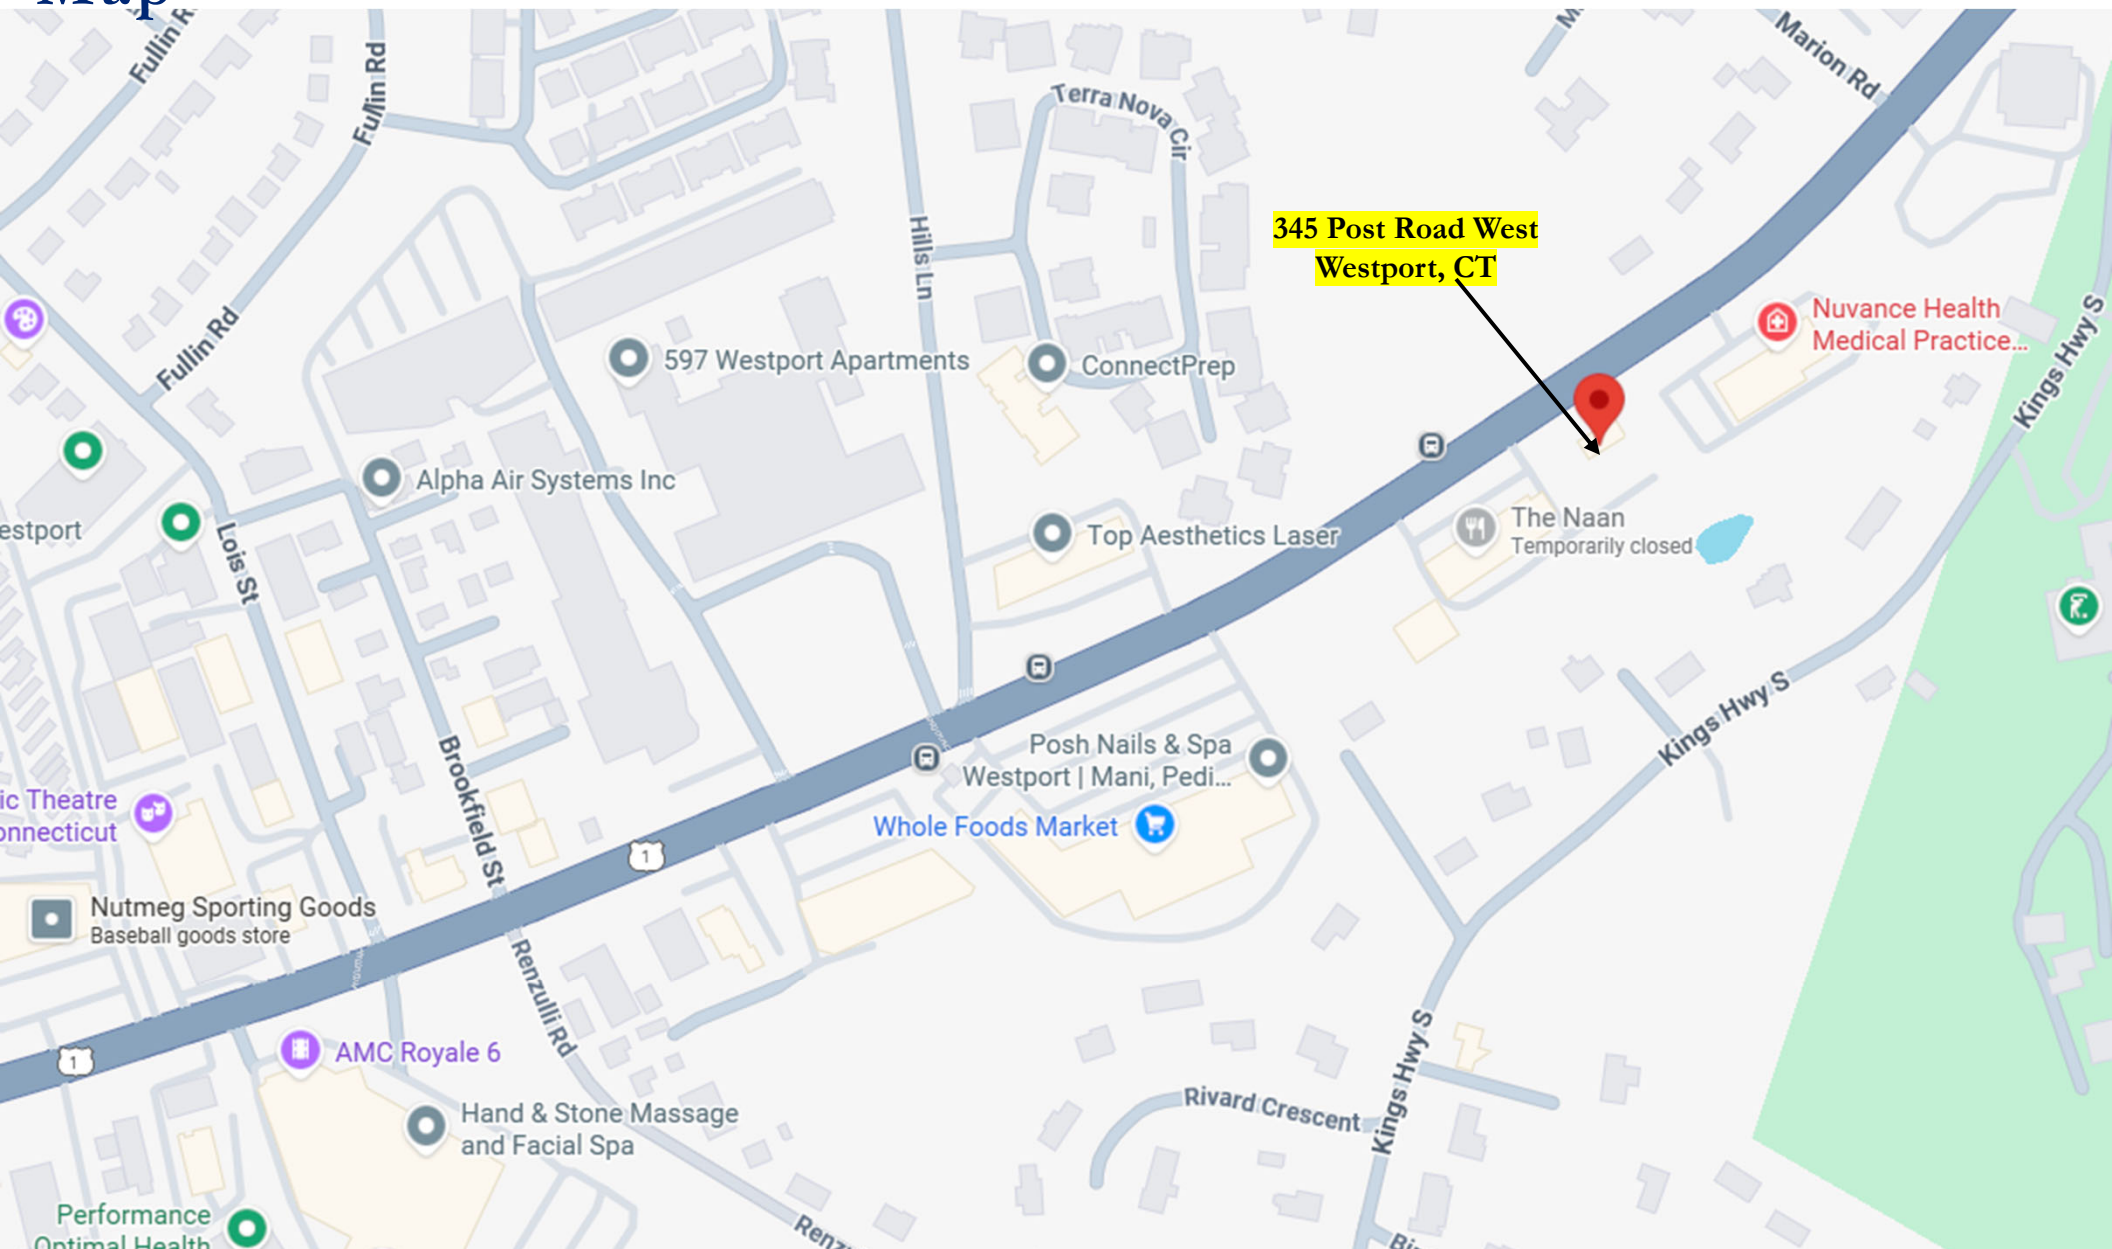 Map
Fullin R
Fullin Rd
Fullin Rd
Terra Nova Cir
Marion Rd
Hills Ln
345 Post Road West
Westport, CT
Nuvance Health
Medical Practice...
Kings Hwy S
597 Westport Apartments
ConnectPrep
Alpha Air Systems Inc
Top Aesthetics Laser
The Naan
Temporarily closed
estport
Lois St
Kings Hwy S
Posh Nails & Spa
Westport | Mani, Pedi...
Whole Foods Market
Brookfield St
ic Theatre
onnecticut
1
Nutmeg Sporting Goods
Baseball goods store
Renzulli Rd
1
AMC Royale 6
Kings Hwy S
Rivard Crescent
Hand & Stone Massage
and Facial Spa
Performance
Optimal Health
Renz
Bi